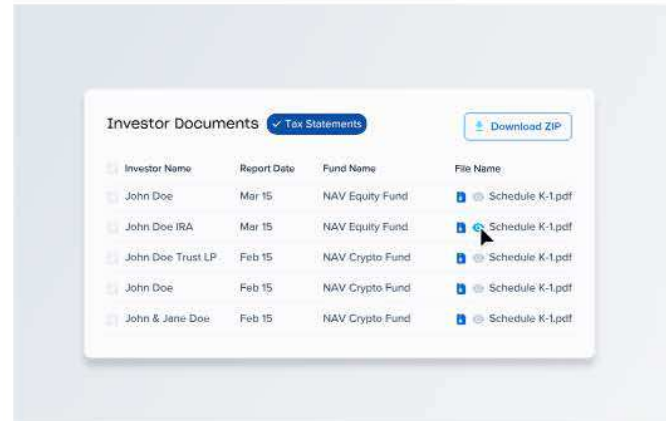 Investor Documents ✓ Tax Statements Download ZIP
Investor Name Report Date Fund Name File Name
John Doe Mar 15 NAV Equity Fund Schedule K-1.pdf
John Doe IRA Mar 15 NAV Equity Fund Schedule K-1.pdf
John Doe Trust LP Feb 15 NAV Crypto Fund Schedule K-1.pdf
John Doe Feb 15 NAV Crypto Fund Schedule K-1.pdf
John & Jane Doe Feb 15 NAV Crypto Fund Schedule K-1.pdf